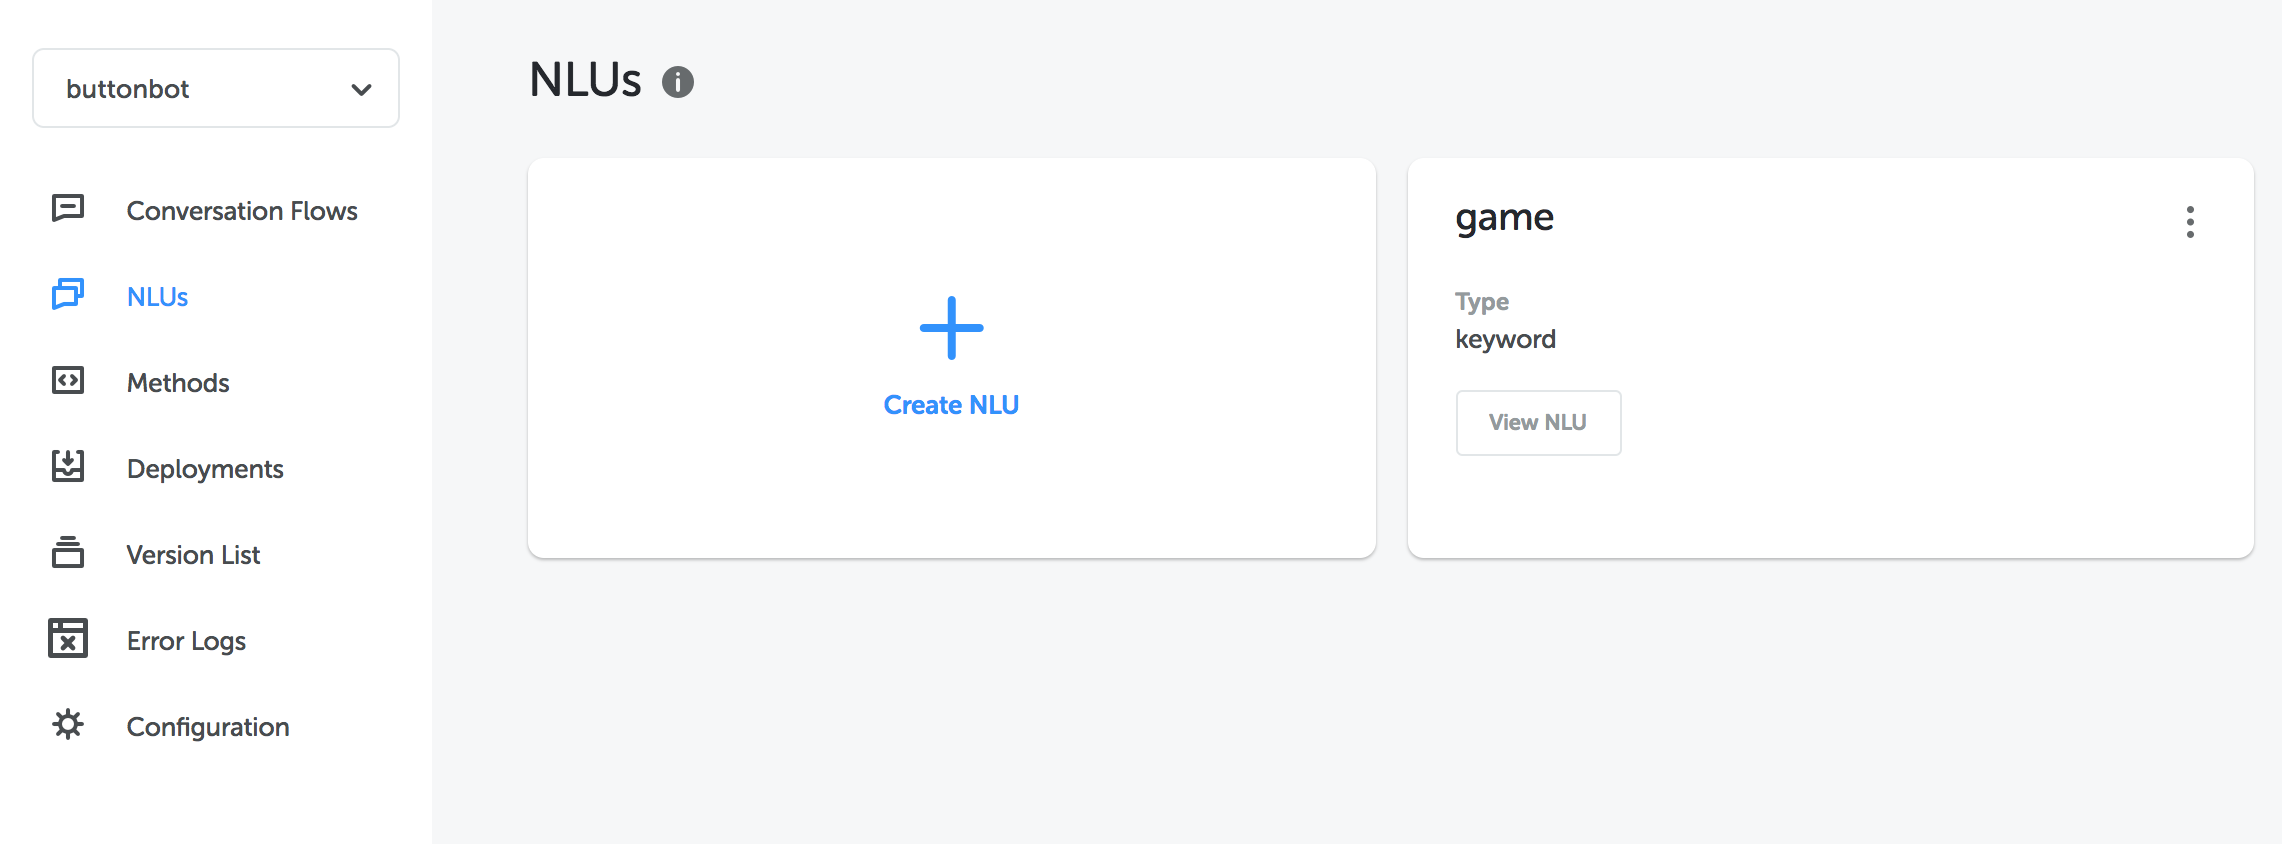 buttonbot
Conversation Flows
NLUs
Methods
Deployments
Version List
Error Logs
Configuration
NLUs
Create NLU
game
Type
keyword
View NLU